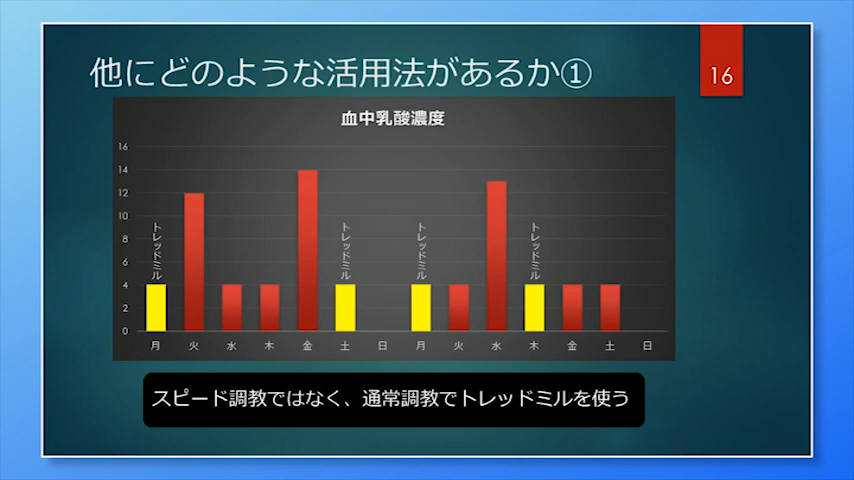 他にどのような活用法があるか①
16
血中乳酸濃度
16
14
12
10
8
6
4
2
0
トレッドミル
トレッドミル
トレッドミル
トレッドミル
月 火 水 木 金 土 日 月 火 水 木 金 土 日
スピード調教ではなく、通常調教でトレッドミルを使う